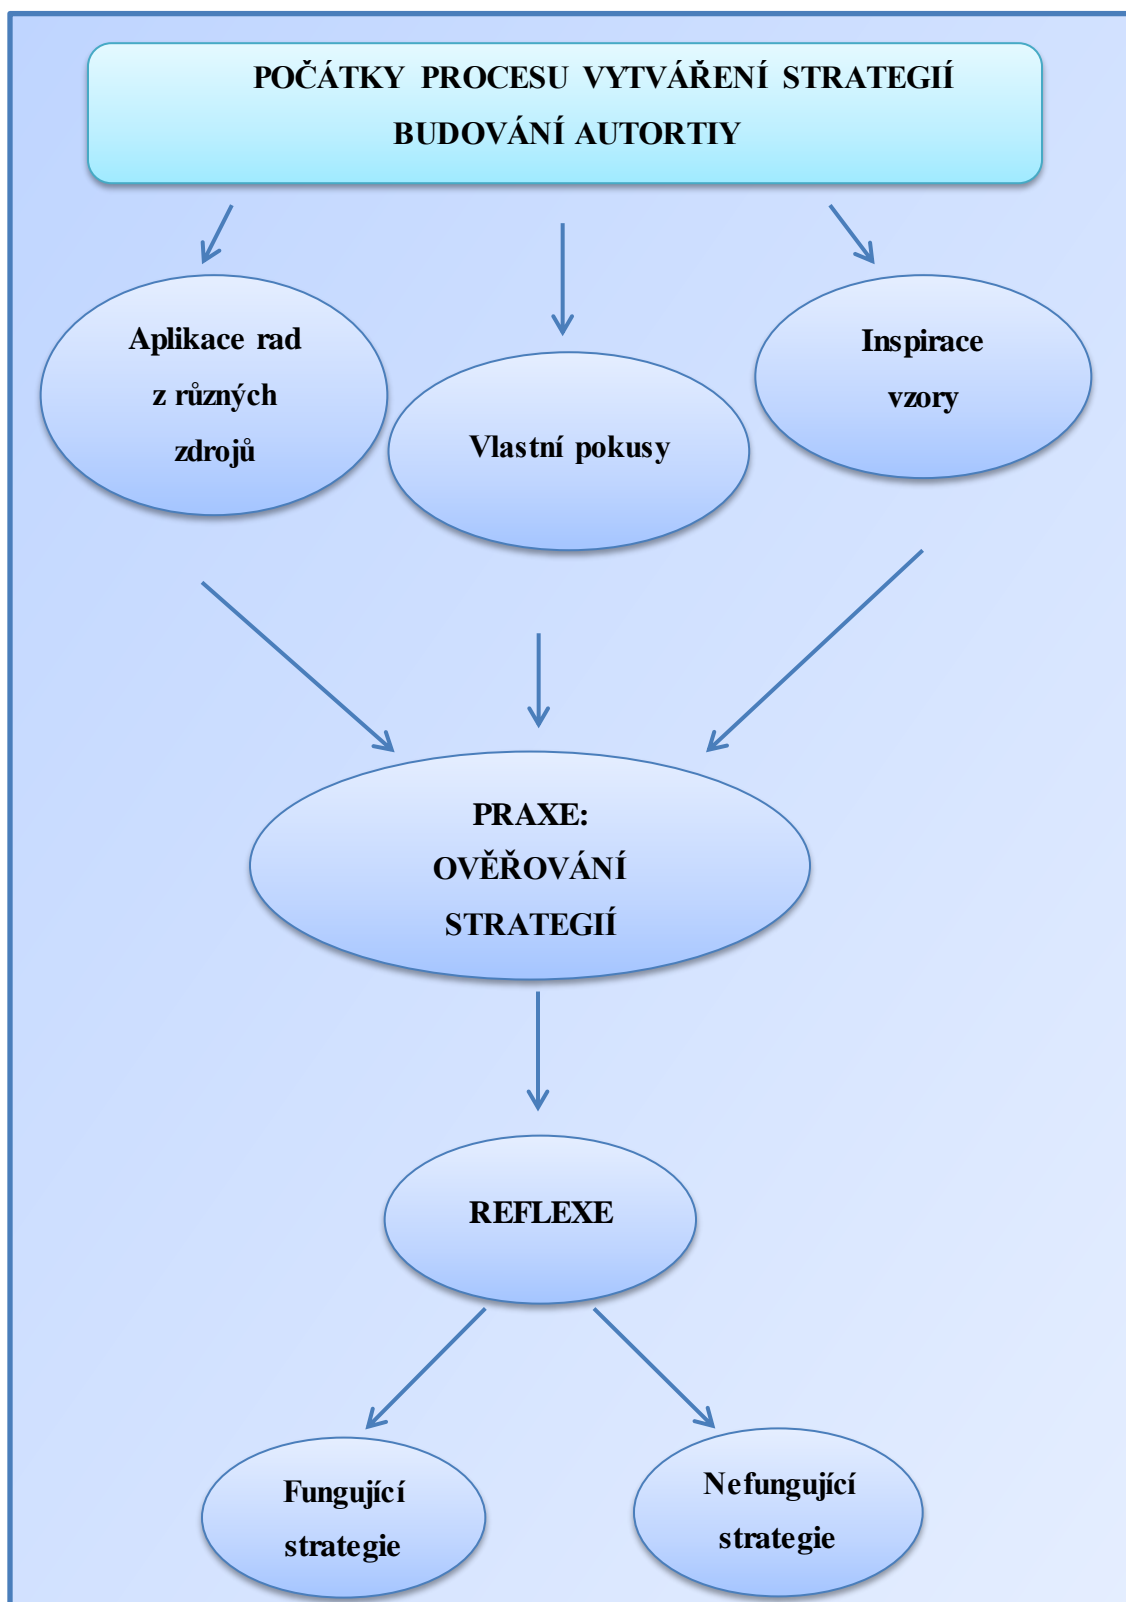 POČÁTKY PROCESU VYTVÁŘENÍ STRATEGIÍ
BUDOVÁNÍ AUTORTIY
Aplikace rad
z různých
zdrojů
Vlastní pokusy
Inspirace
vzory
PRAXE:
OVĚŘOVÁNÍ
STRATEGIÍ
REFLEXE
Fungující
strategie
Nefungující
strategie